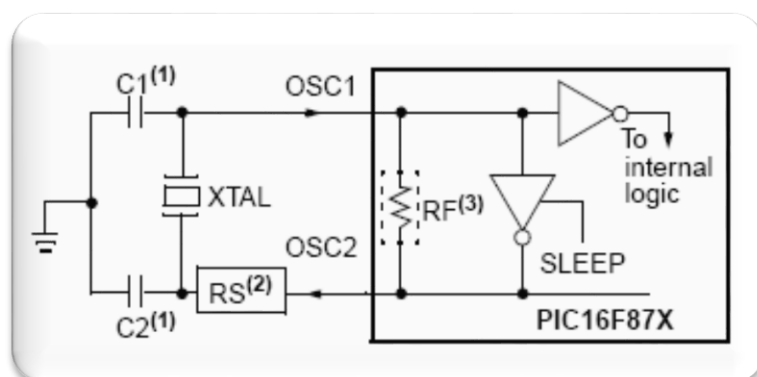 C1(1)
OSC1
To
internal
logic
XTAL
RF(3)
OSC2
SLEEP
RS(2)
C2(1)
PIC16F87X